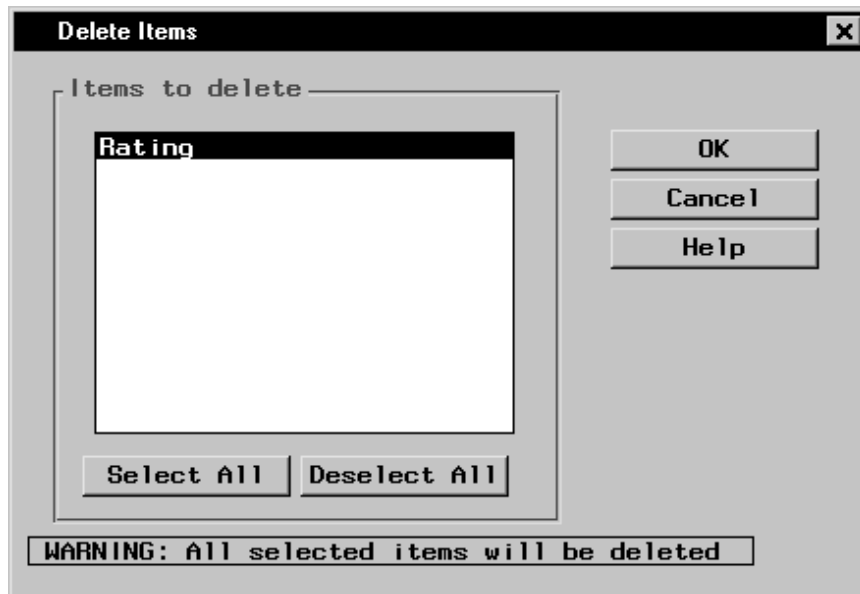 Delete Items
Items to delete
Rating
OK
Cancel
Help
Select All
Deselect All
WARNING: All selected items will be deleted